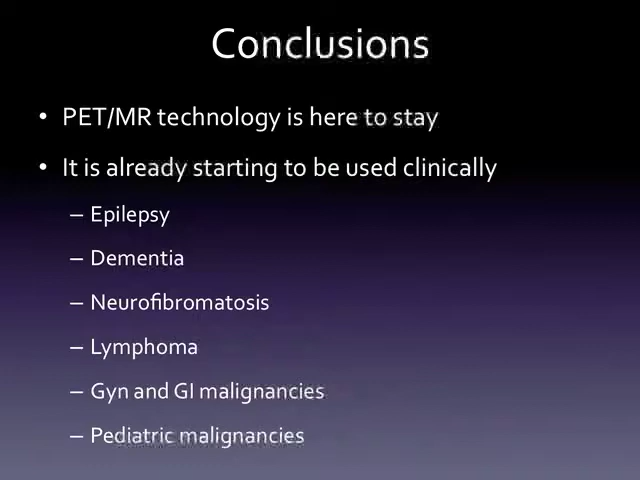 Conclusions
• PET/MR technology is here to stay
• It is already starting to be used clinically
– Epilepsy
– Dementia
– Neurofibromatosis
– Lymphoma
– Gyn and GI malignancies
– Pediatric malignancies